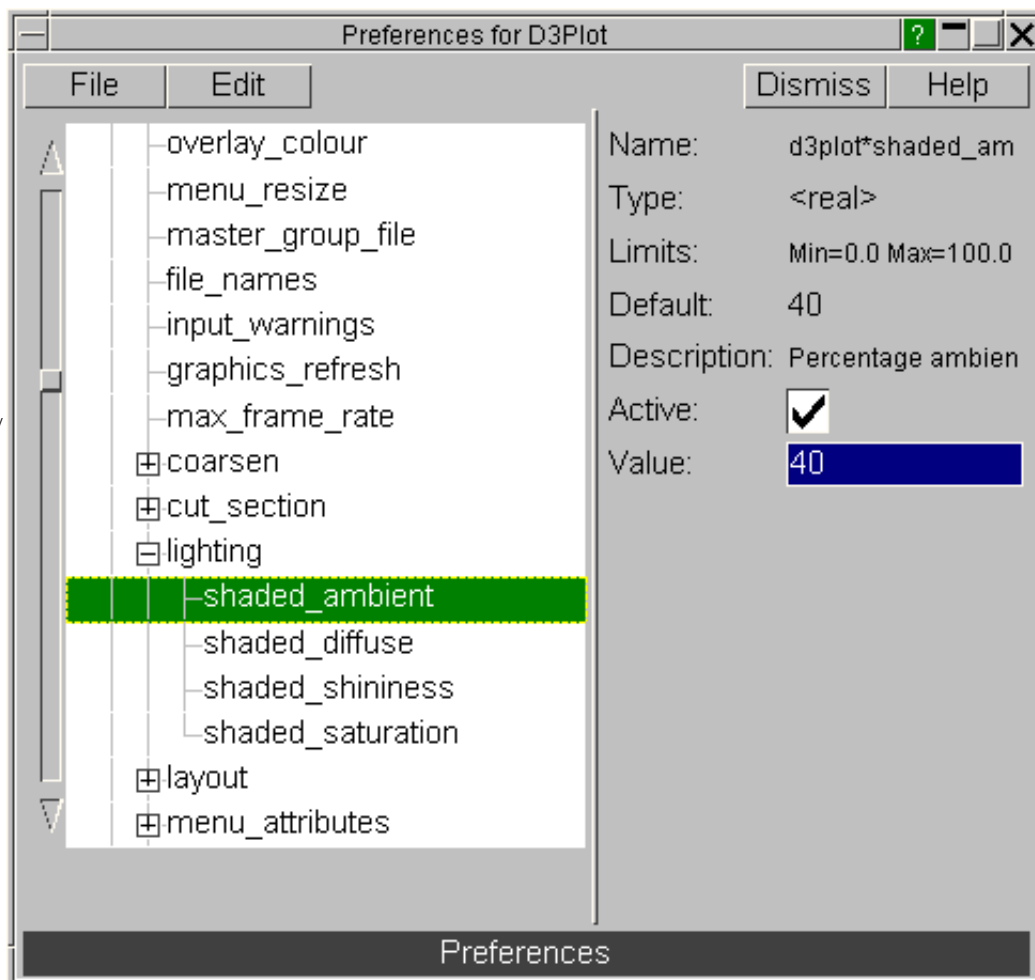 Preferences for D3Plot
?
File Edit Dismiss Help
overlay_colour
menu_resize
master_group_file
file_names
input_warnings
graphics_refresh
max_frame_rate
coarsen
cut_section
lighting
shaded_ambient
shaded_diffuse
shaded_shininess
shaded_saturation
layout
menu_attributes
Name: d3plot*shaded_am
Type: <real>
Limits: Min=0.0 Max=100.0
Default: 40
Description: Percentage ambien
Active:
Value: 40
Preferences